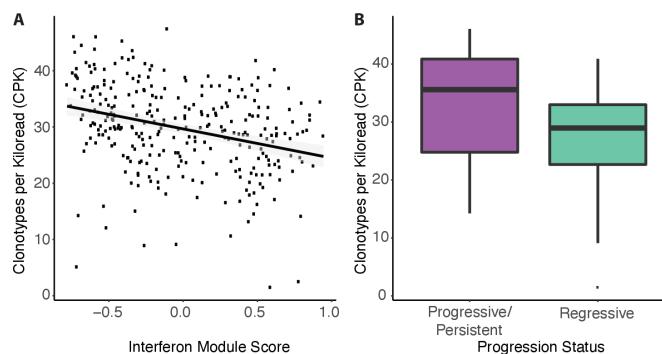 A
Clonotypes per Kiloread (CPK)
40
30
20
10
0
−0.5
0.0
0.5
1.0
Interferon Module Score
B
Clonotypes per Kiloread (CPK)
40
30
20
10
0
Progressive/
Persistent
Regressive
Progression Status